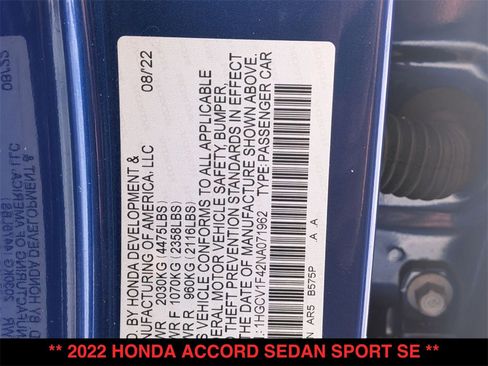 D. BY HONDA DEVELOPMENT &
NUFACTURING OF AMERICA, LLC 08/22
WR 2030KG (4475LBS)
WR F 1070KG (2358LBS)
WR R 960KG (2116LBS)
S VEHICLE CONFORMS TO ALL APPLICABLE
ERAL MOTOR VEHICLE SAFETY, BUMPER,
THEFT PREVENTION STANDARDS IN EFFECT
DATE OF MANUFACTURE SHOWN ABOVE.
1HGCV1F42NA071962 TYPE: PASSENGER CAR
AR5 B575P A A
** 2022 HONDA ACCORD SEDAN SPORT SE **